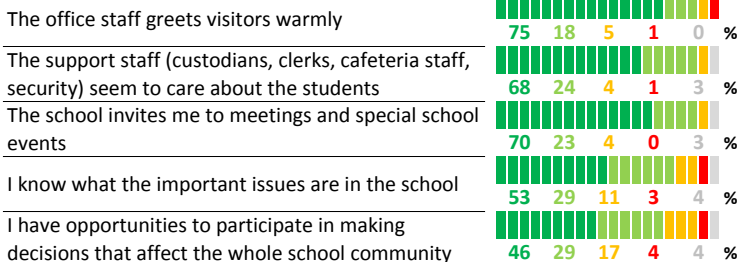 The office staff greets visitors warmly
75 18 5 1 0 %
The support staff (custodians, clerks, cafeteria staff,
security) seem to care about the students
68 24 4 1 3 %
The school invites me to meetings and special school
events
70 23 4 0 3 %
I know what the important issues are in the school
53 29 11 3 4 %
I have opportunities to participate in making
decisions that affect the whole school community
46 29 17 4 4 %